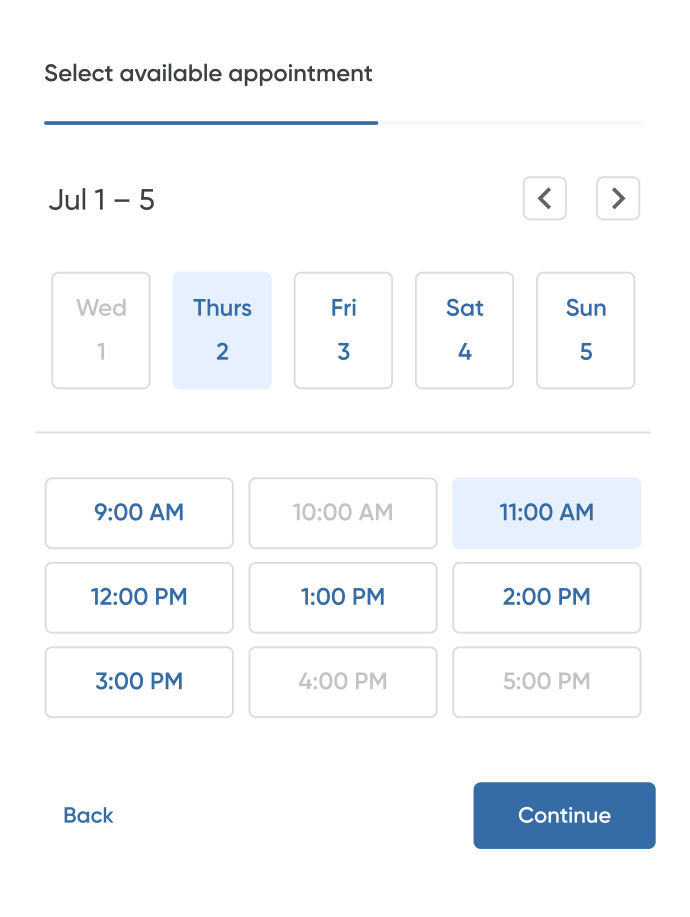 Select available appointment
Jul 1 – 5
Wed Thurs Fri Sat Sun
1 2 3 4 5
9:00 AM 10:00 AM 11:00 AM
12:00 PM 1:00 PM 2:00 PM
3:00 PM 4:00 PM 5:00 PM
Back Continue